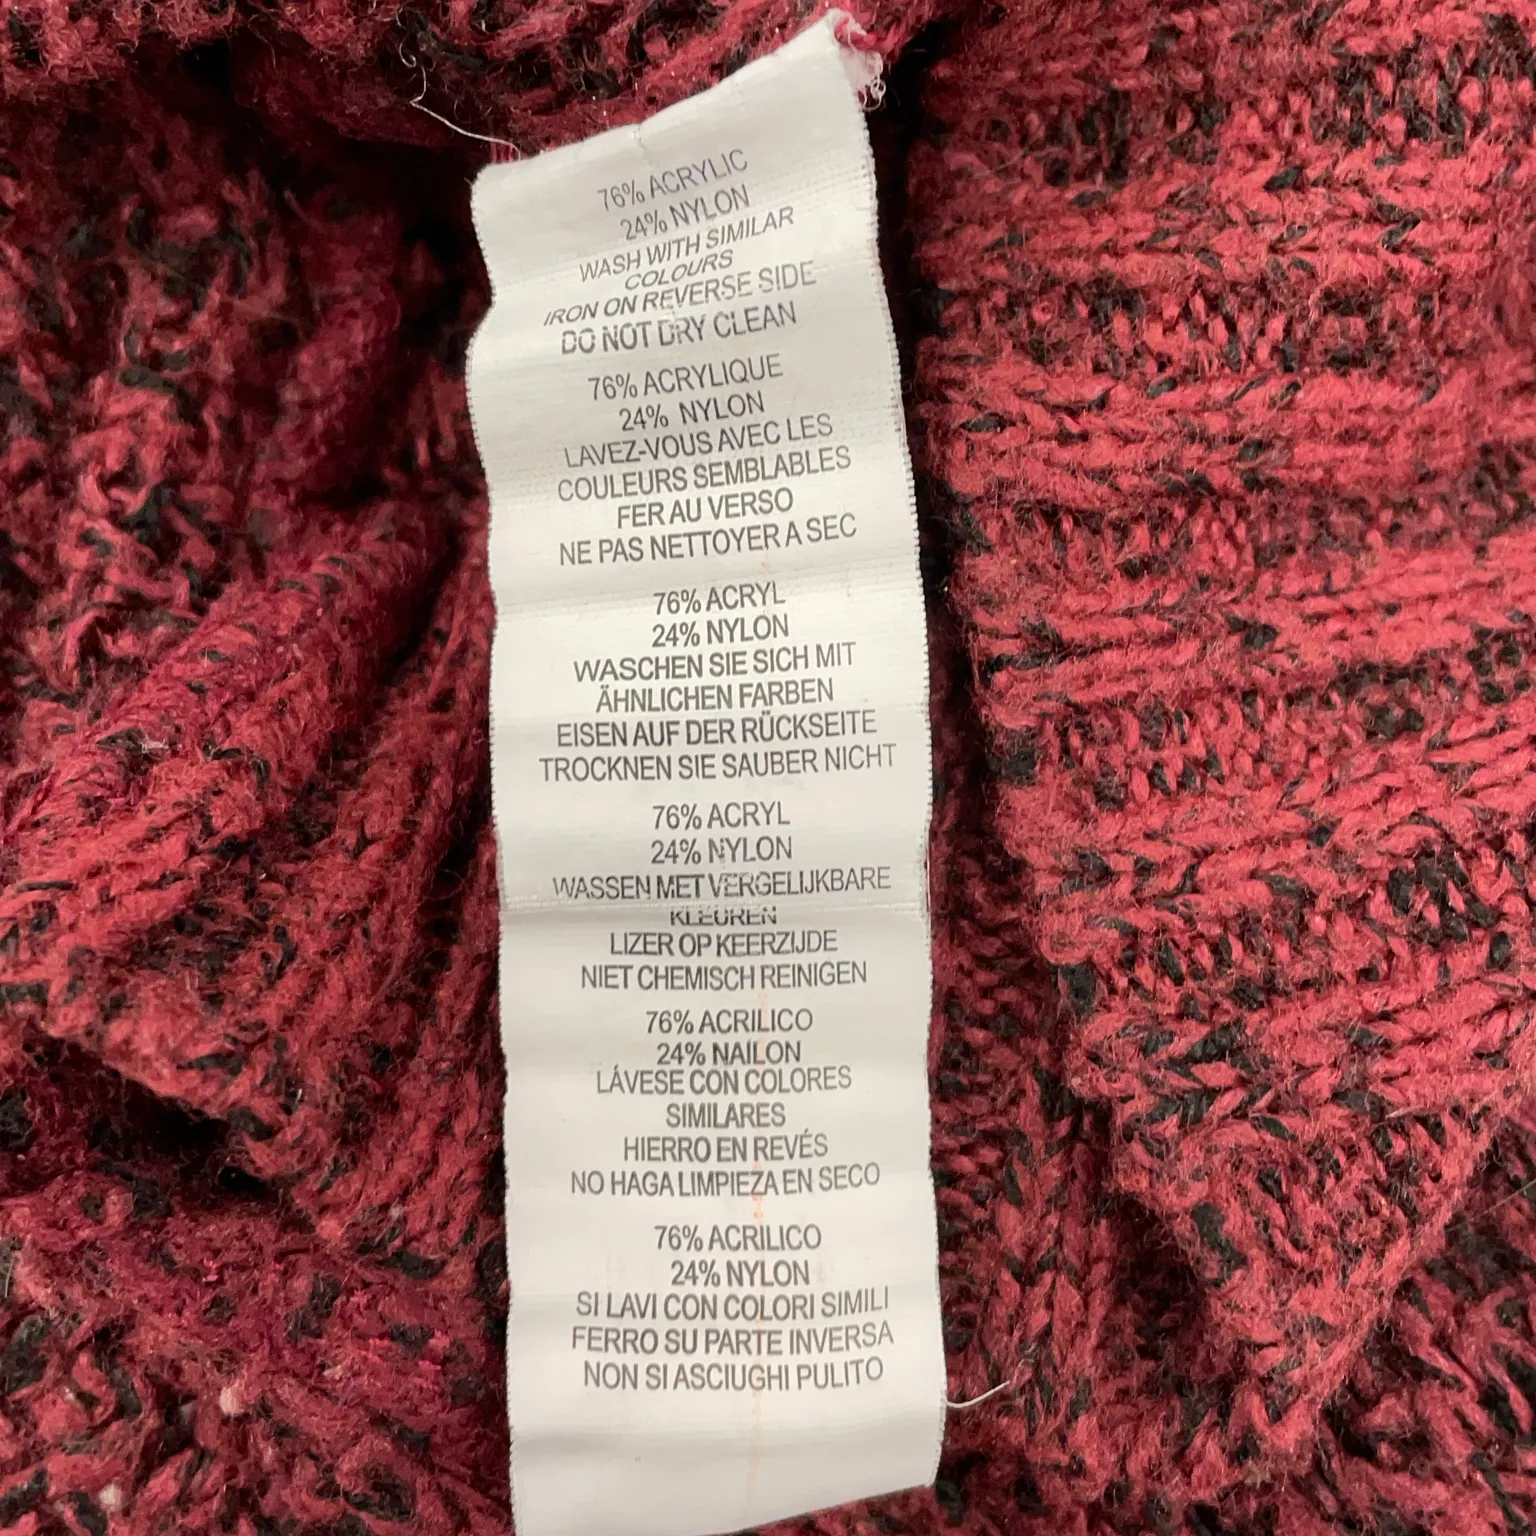 76% ACRYLIC
24% NYLON
WASH WITH SIMILAR
COLOURS
IRON ON REVERSE SIDE
DO NOT DRY CLEAN
76% ACRYLIQUE
24% NYLON
LAVEZ-VOUS AVEC LES
COULEURS SEMBLABLES
FER AU VERSO
NE PAS NETTOYER A SEC
76% ACRYL
24% NYLON
WASCHEN SIE SICH MIT
ÄHNLICHEN FARBEN
EISEN AUF DER RÜCKSEITE
TROCKNEN SIE SAUBER NICHT
76% ACRYL
24% NYLON
WASSEN MET VERGELIJKBARE
KLEUREN
LIZER OP KEERZIJDE
NIET CHEMISCH REINIGEN
76% ACRILICO
24% NAILON
LÁVESE CON COLORES
SIMILARES
HIERRO EN REVÉS
NO HAGA LIMPIEZA EN SECO
76% ACRILICO
24% NYLON
SI LAVI CON COLORI SIMILI
FERRO SU PARTE INVERSA
NON SI ASCIUGHI PULITO